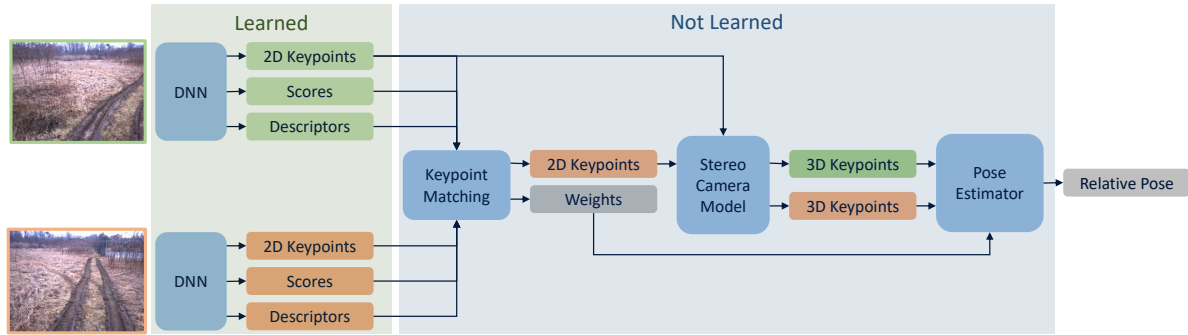 Learned
Not Learned
DNN
2D Keypoints
Scores
Descriptors
Keypoint
Matching
2D Keypoints
Weights
Stereo
Camera
Model
3D Keypoints
3D Keypoints
Pose
Estimator
Relative Pose
DNN
2D Keypoints
Scores
Descriptors